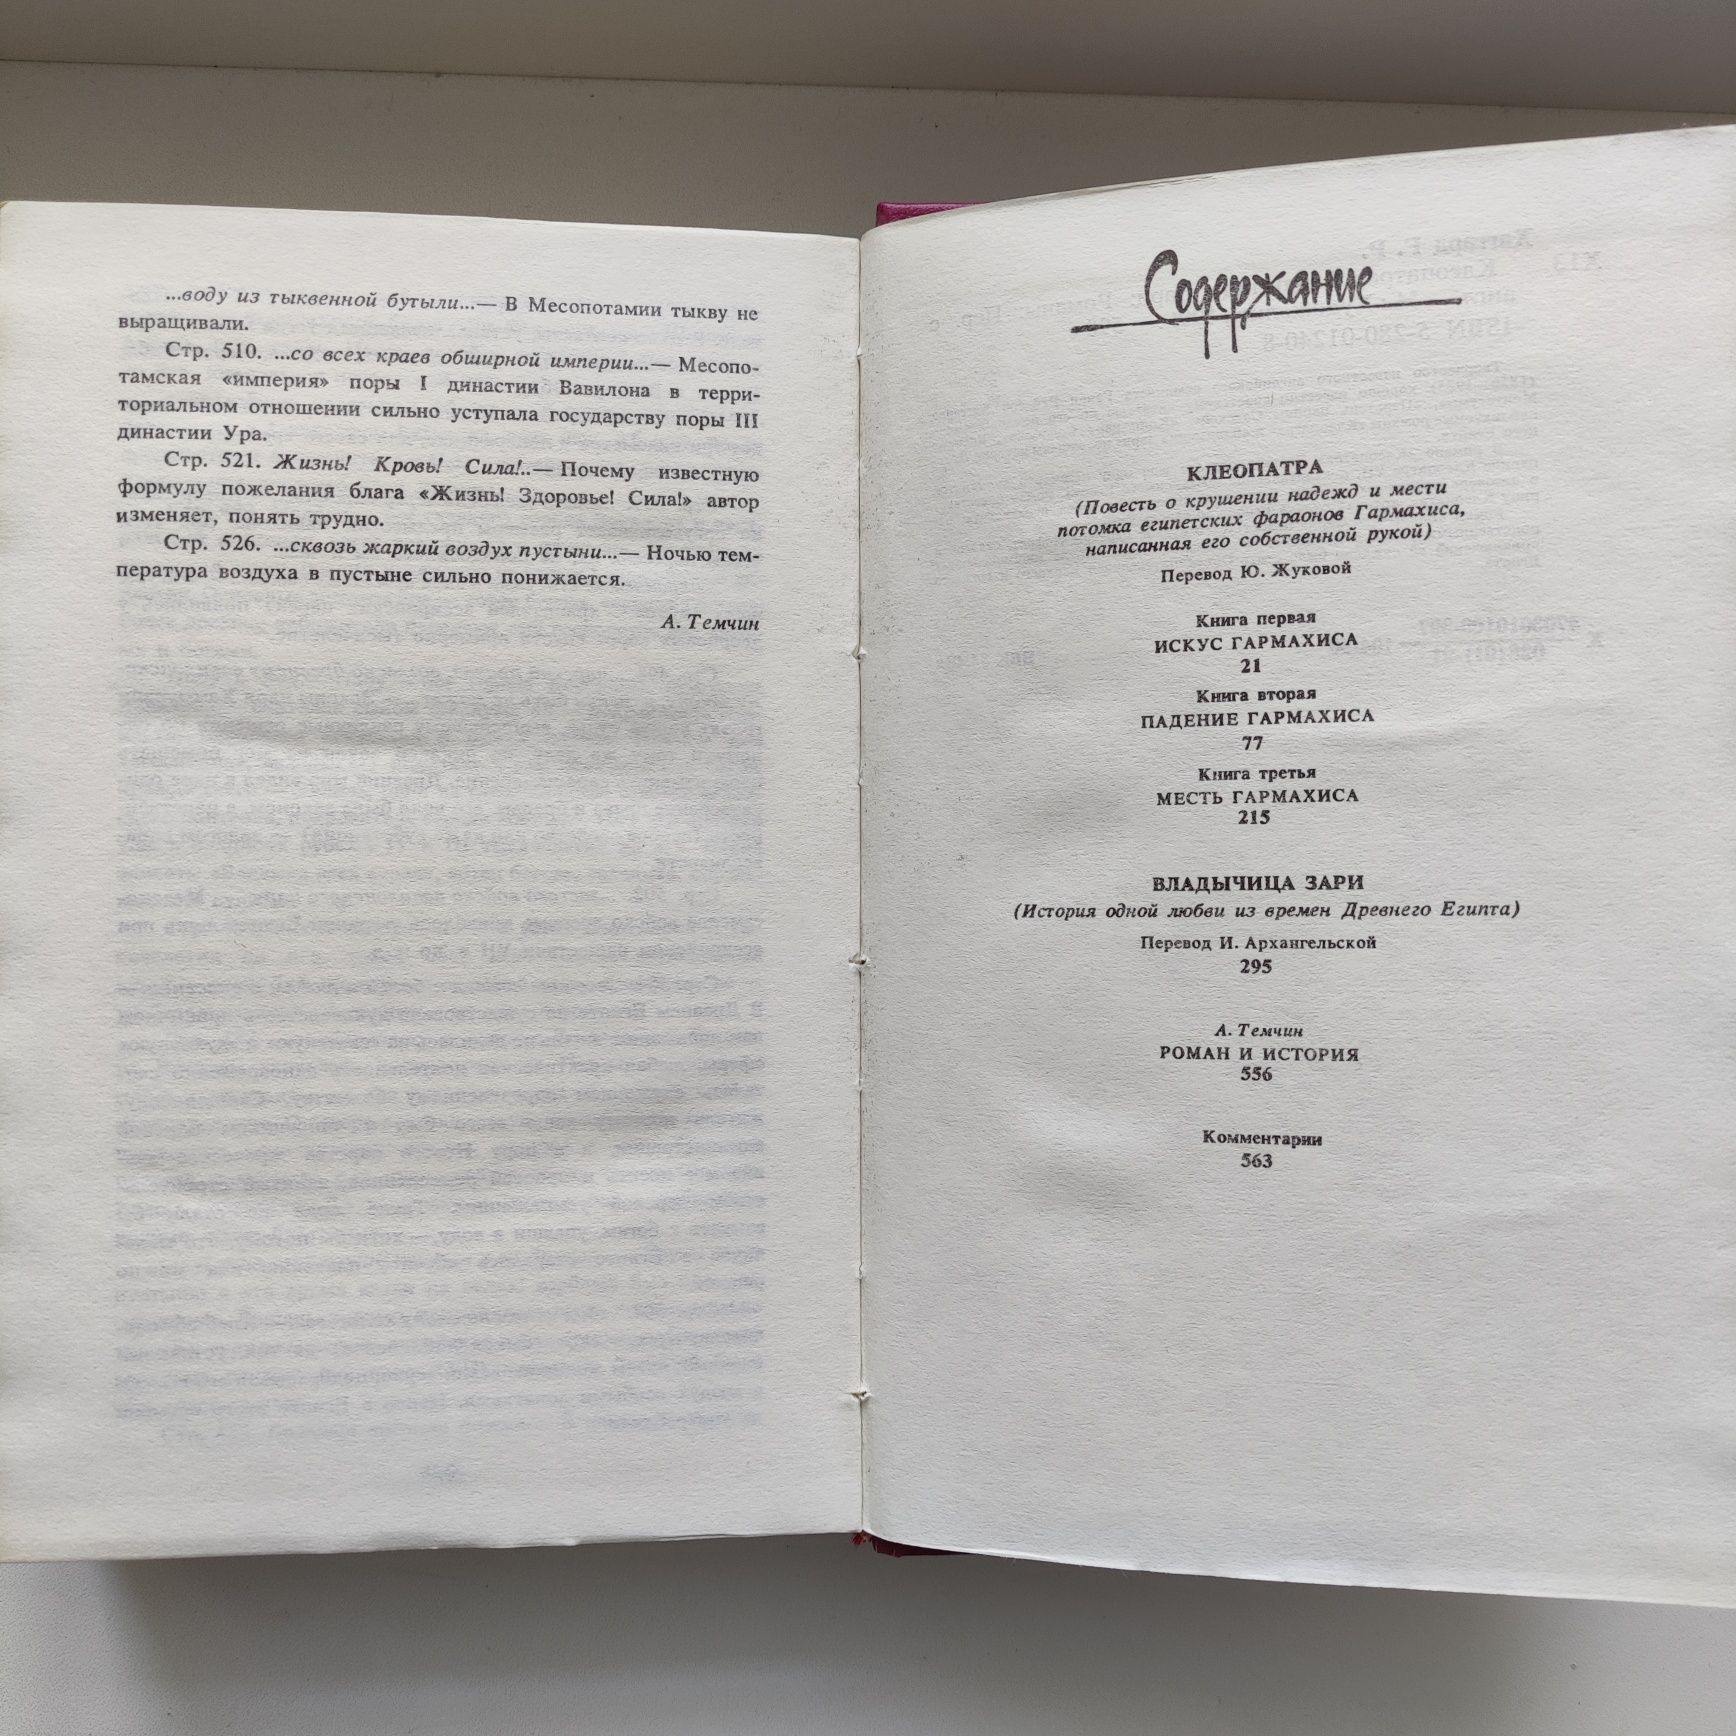 ...воду из тыквенной бутыли...— В Месопотамии тыкву не
выращивали.
Стр. 510. ...со всех краев обширной империи...— Месопо-
тамская «империя» поры I династии Вавилона в терри-
ториальном отношении сильно уступала государству поры III
династии Ура.
Стр. 521. Жизнь! Кровь! Сила!..— Почему известную
формулу пожелания блага «Жизнь! Здоровье! Сила!» автор
изменяет, понять трудно.
Стр. 526. ...сквозь жаркий воздух пустыни...— Ночью тем-
пература воздуха в пустыне сильно понижается.
А. Темчин
Содержание
КЛЕОПАТРА
(Повесть о крушении надежд и мести
потомка египетских фараонов Гармахиса,
написанная его собственной рукой)
Перевод Ю. Жуковой
Книга первая
ИСКУС ГАРМАХИСА
21
Книга вторая
ПАДЕНИЕ ГАРМАХИСА
77
Книга третья
МЕСТЬ ГАРМАХИСА
215
ВЛАДЫЧИЦА ЗАРИ
(История одной любви из времен Древнего Египта)
Перевод И. Архангельской
295
А. Темчин
РОМАН И ИСТОРИЯ
556
Комментарии
563